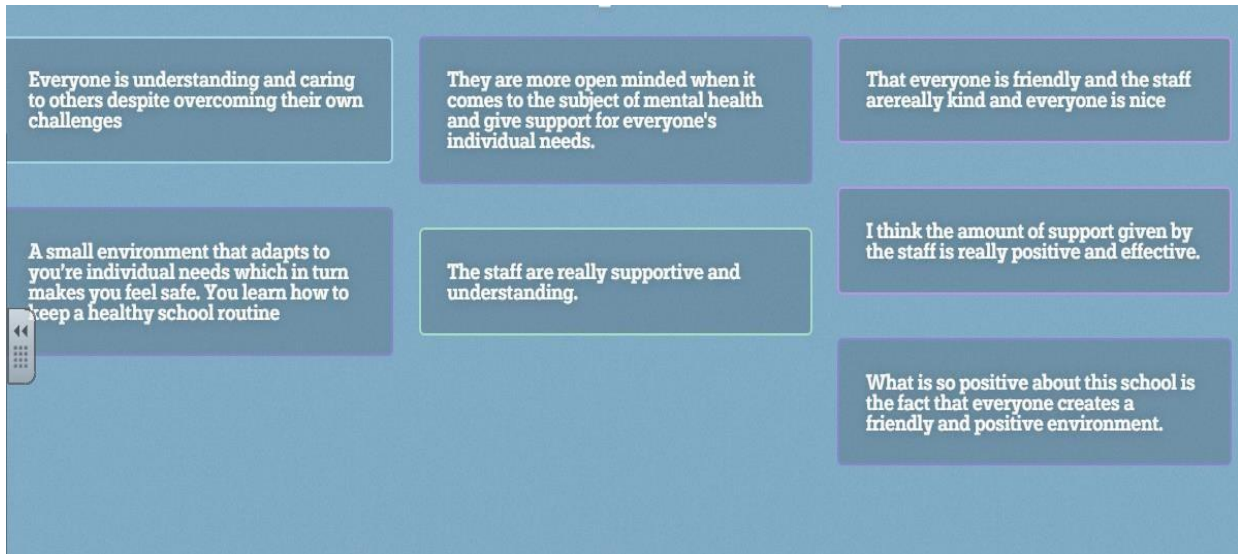 Everyone is understanding and caring
to others despite overcoming their own
challenges
A small environment that adapts to
you're individual needs which in turn
makes you feel safe. You learn how to
keep a healthy school routine
They are more open minded when it
comes to the subject of mental health
and give support for everyone's
individual needs.
The staff are really supportive and
understanding.
That everyone is friendly and the staff
arereally kind and everyone is nice
I think the amount of support given by
the staff is really positive and effective.
What is so positive about this school is
the fact that everyone creates a
friendly and positive environment.